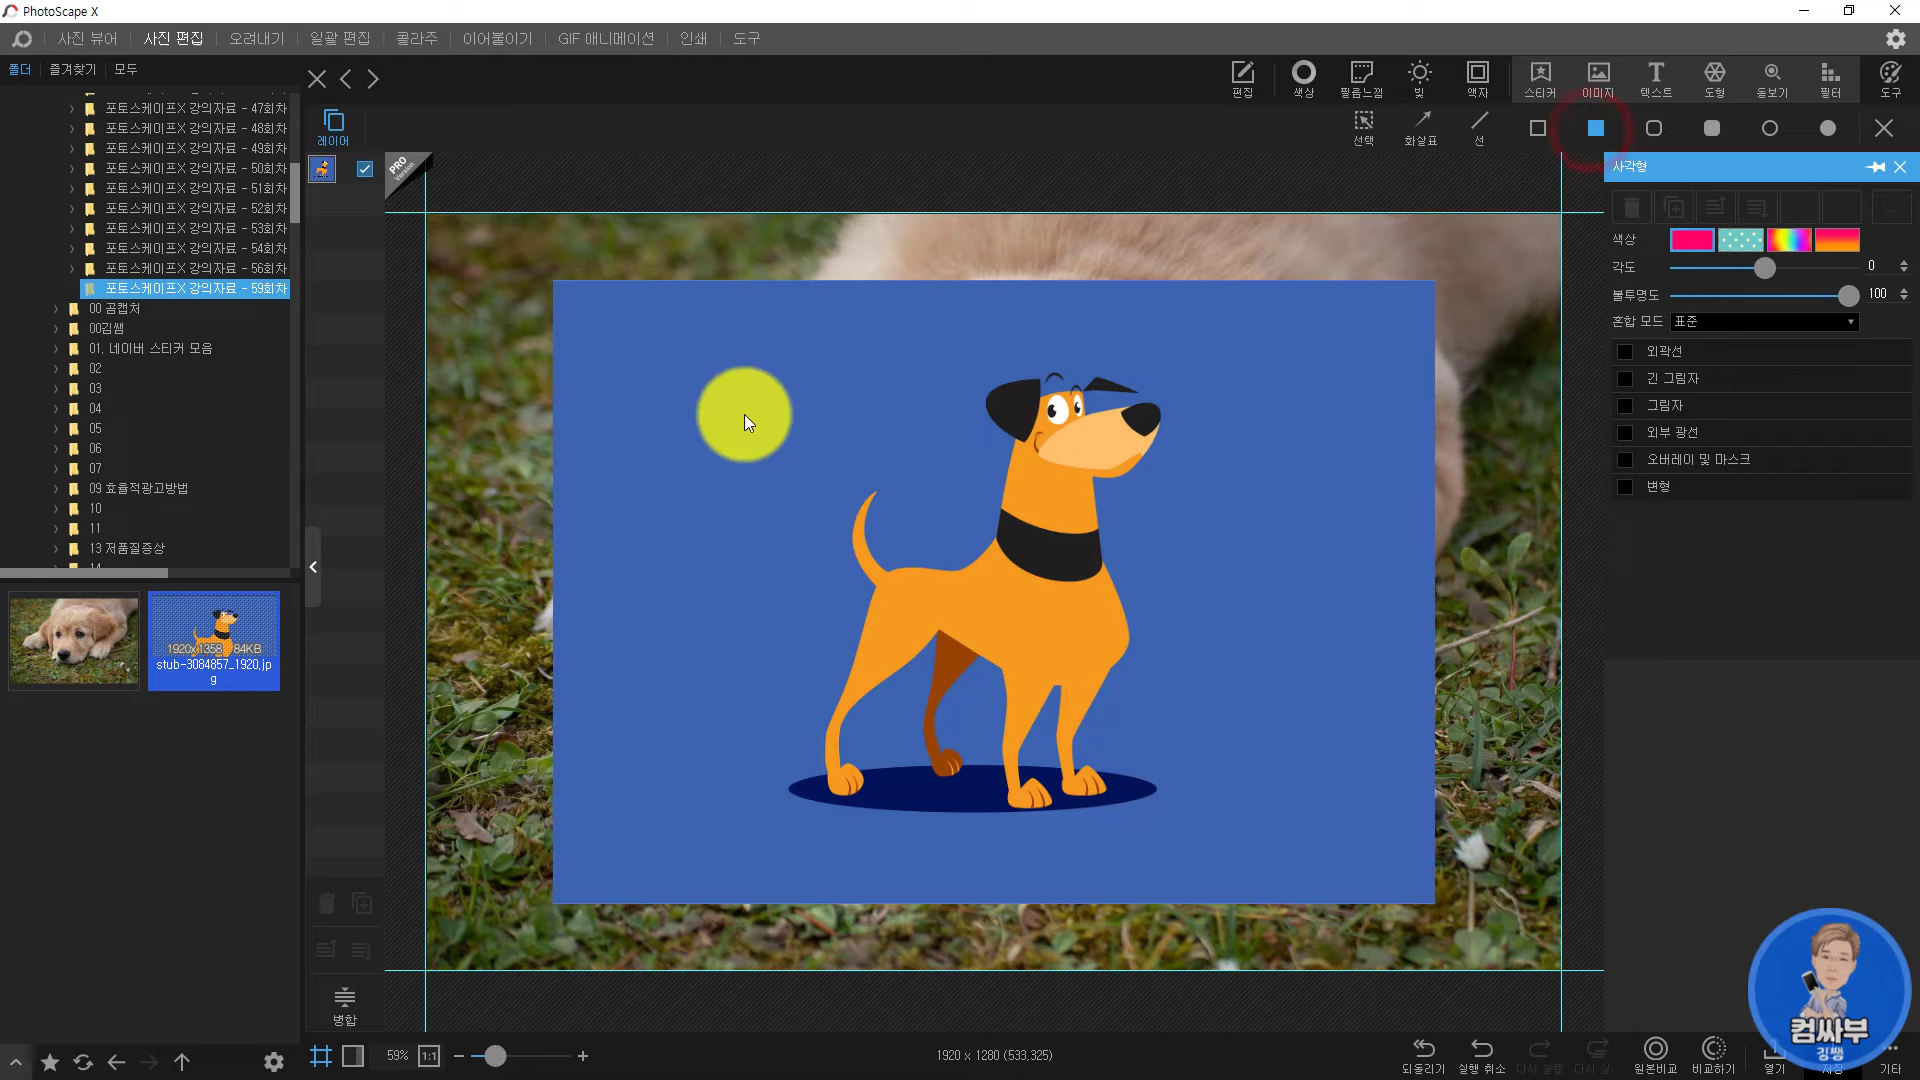 PhotoScape X
사진 뷰어
사진 편집
오려내기
일괄 편집
콜라주
이어붙이기
GIF 애니메이션
인쇄
도구
폴더
즐겨찾기
모두
편집
색상
필름느낌
빛
액자
스티커
이미지
텍스트
도형
돋보기
필터
도구
레이어
선택
화살표
선
PRO
Version
포토스케이프X 강의자료 - 47회차
포토스케이프X 강의자료 - 48회차
포토스케이프X 강의자료 - 49회차
포토스케이프X 강의자료 - 50회차
포토스케이프X 강의자료 - 51회차
포토스케이프X 강의자료 - 52회차
포토스케이프X 강의자료 - 53회차
포토스케이프X 강의자료 - 54회차
포토스케이프X 강의자료 - 56회차
포토스케이프X 강의자료 - 59회차
00 곰캡처
00김쌤
01. 네이버 스티커 모음
02
03
04
05
06
07
09 효율적광고방법
10
11
13 저품질증상
14
1920x1358 84KB
stub-3084857_1920.jp
g
사각형
색상
각도 0
불투명도 100
혼합 모드 표준
외곽선
긴 그림자
그림자
외부 광선
오버레이 및 마스크
변형
병합
59%
1:1
1920 x 1280 (533,325)
되돌리기
실행 취소
다시 실행
원본비교
비교하기
열기
저장
기타
컴싸부
김쌤